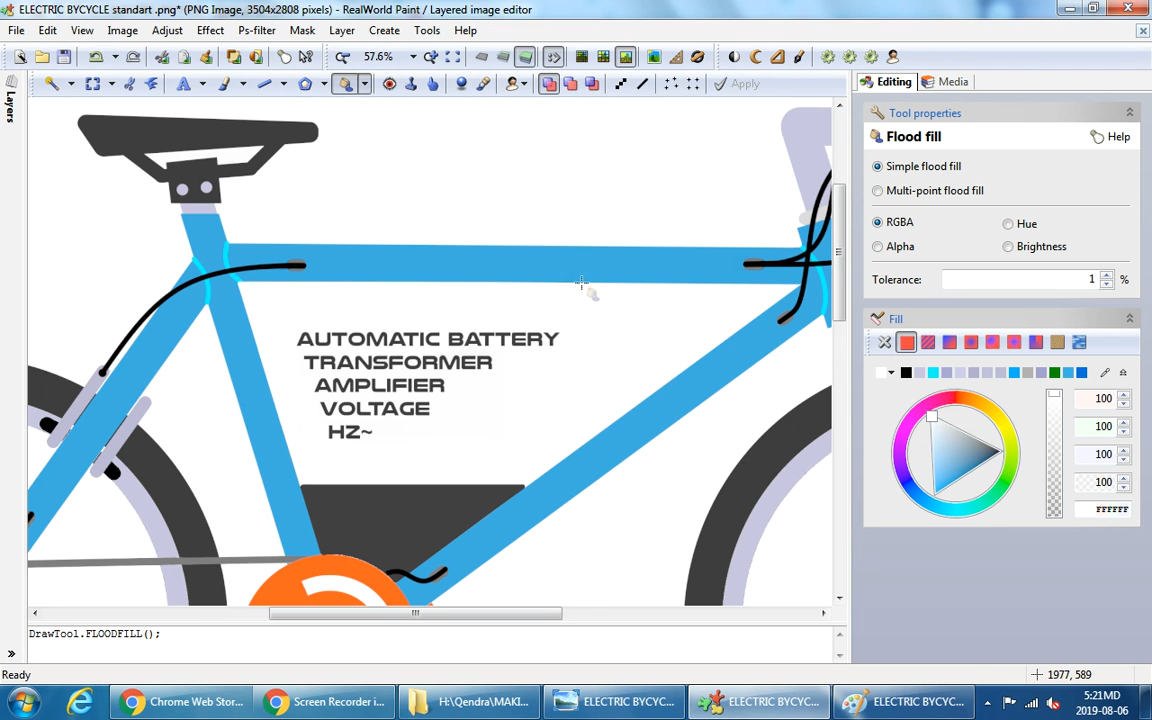 ELECTRIC BYCYCLE standart .png* (PNG Image, 3504x2808 pixels) - RealWorld Paint / Layered image editor
File Edit View Image Adjust Effect Ps-filter Mask Layer Create Tools Help
57.6%
Apply
Layers
Editing Media
Tool properties
Flood fill Help
Simple flood fill
Multi-point flood fill
RGBA Hue
Alpha Brightness
Tolerance: 1 %
Fill
100
100
100
100
FFFFFF
AUTOMATIC BATTERY
TRANSFORMER
AMPLIFIER
VOLTAGE
HZ~
DrawTool.FLOODFILL();
Ready 1977, 589
Chrome Web Stor... Screen Recorder i... H:\Qendra\MAKI... ELECTRIC BYCYC... ELECTRIC BYCYC... ELECTRIC BYCYC... 5:21MD
2019-08-06